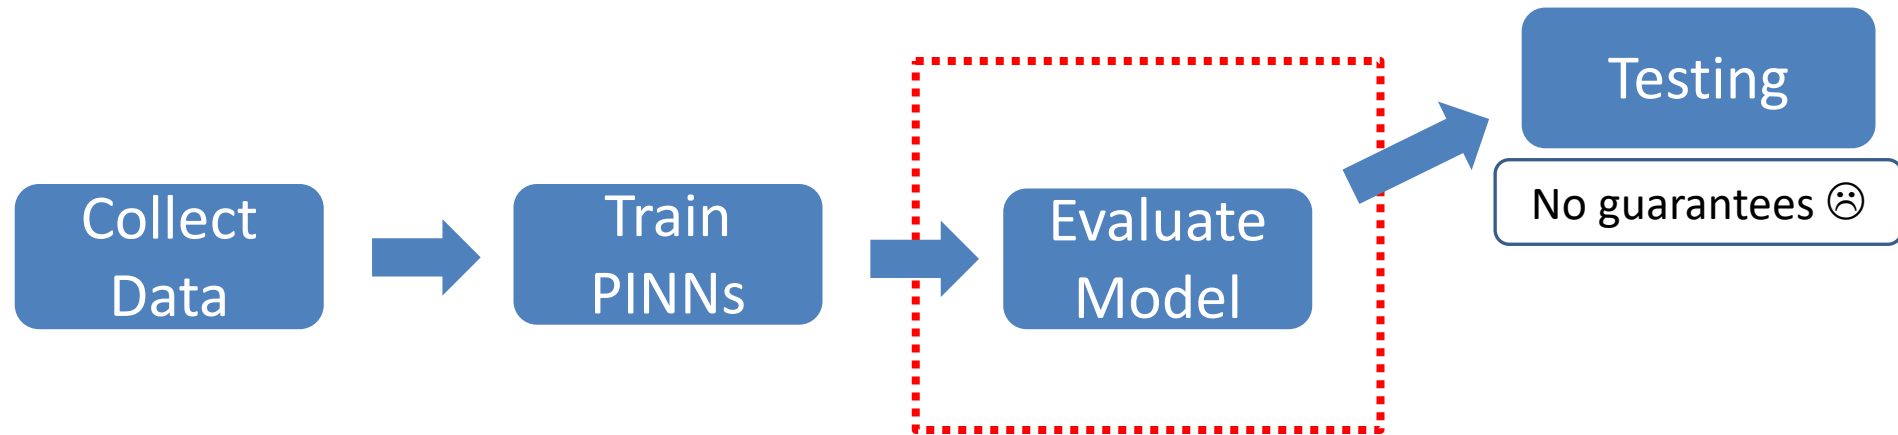 Collect
Data
Train
PINNs
Evaluate
Model
Testing
No guarantees ☹